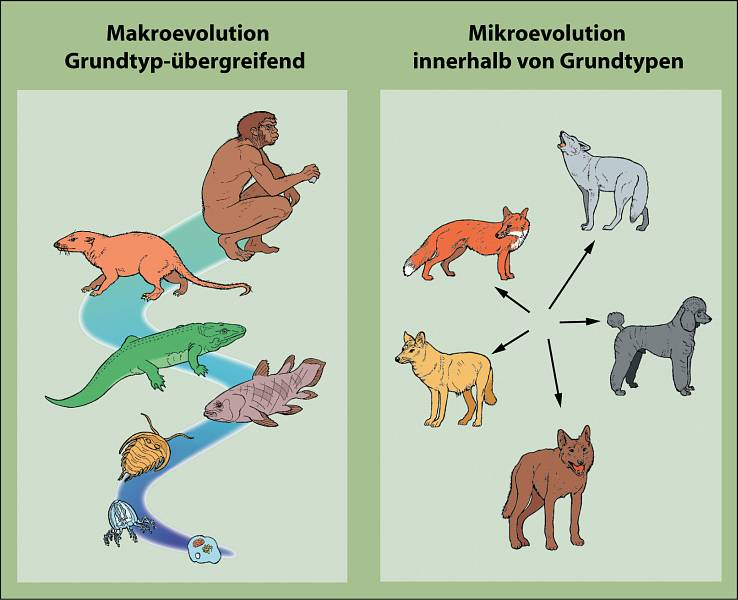 Makroevolution
Grundtyp-übergreifend
Mikroevolution
innerhalb von Grundtypen